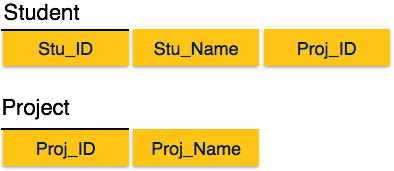 Student
Stu_ID Stu_Name Proj_ID
Project
Proj_ID Proj_Name